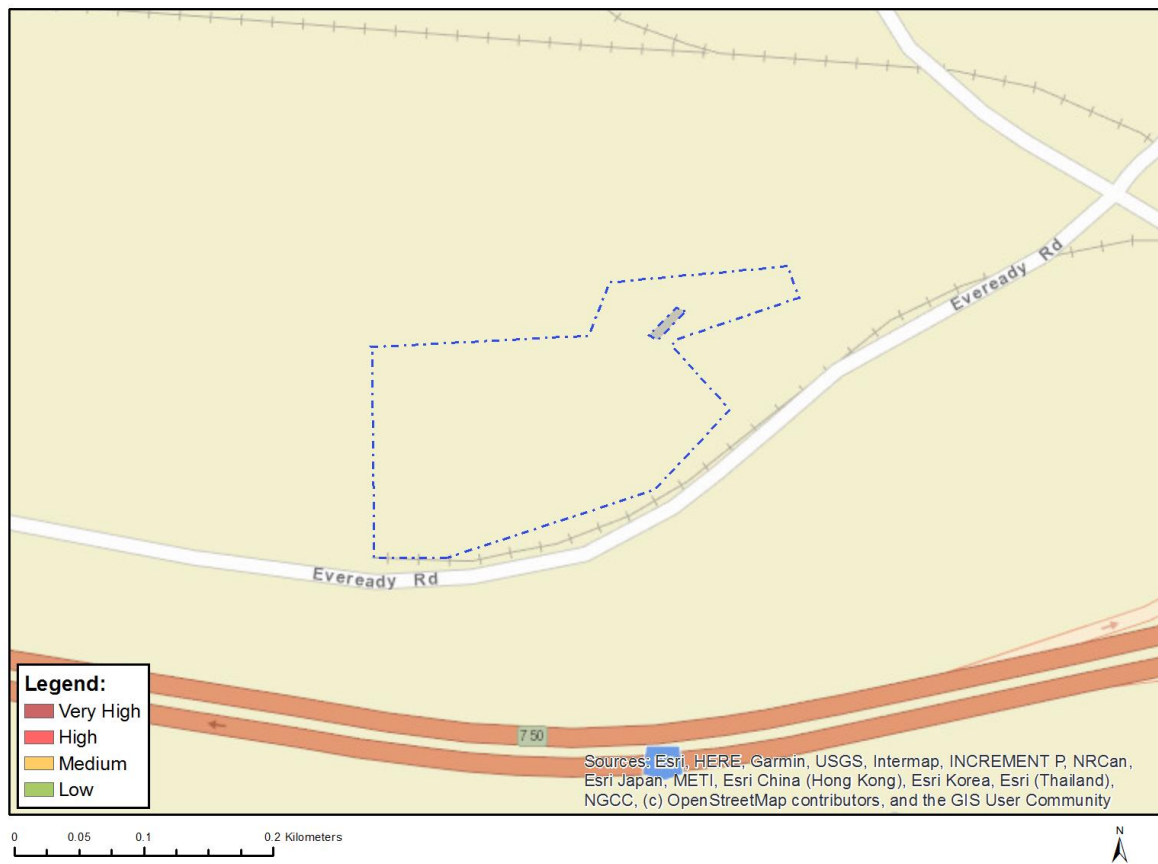 Eveready Rd
Eveready Rd
7 50
Legend:
Very High
High
Medium
Low
Sources: Esri, HERE, Garmin, USGS, Intermap, INCREMENT P, NRCan,
Esri Japan, METI, Esri China (Hong Kong), Esri Korea, Esri (Thailand),
NGCC, (c) OpenStreetMap contributors, and the GIS User Community
0 0.05 0.1 0.2 Kilometers
N